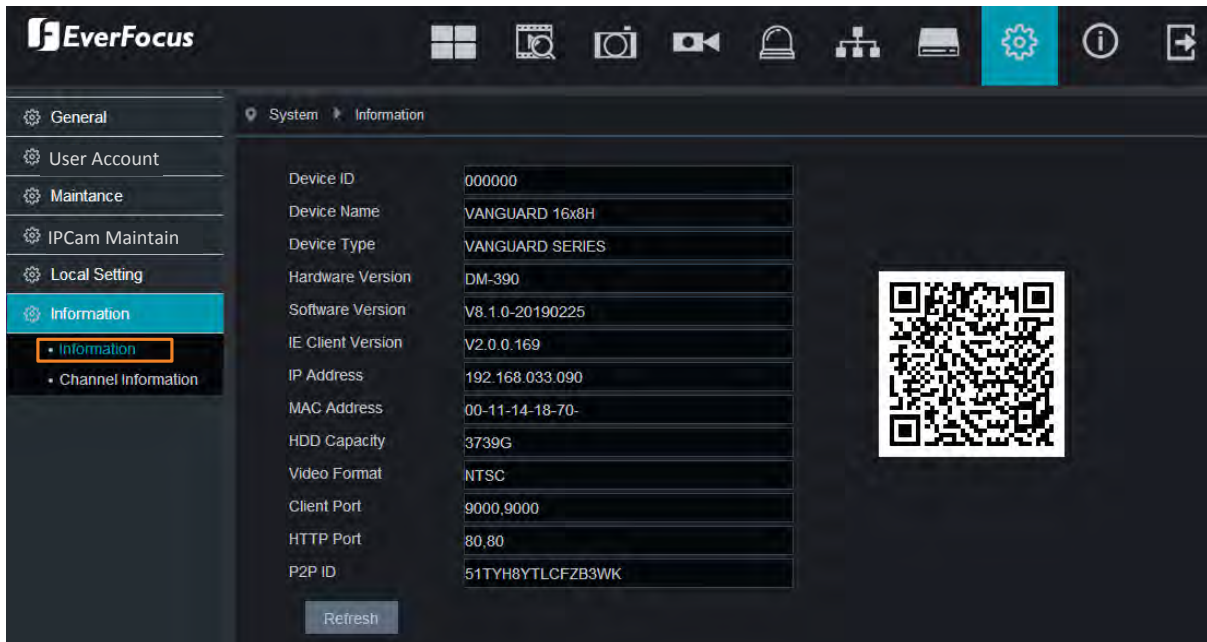 EverFocus
General
User Account
Maintance
IPCam Maintain
Local Setting
Information
• Information
• Channel Information
System Information
Device ID 000000
Device Name VANGUARD 16x8H
Device Type VANGUARD SERIES
Hardware Version DM-390
Software Version V8.1.0-20190225
IE Client Version V2.0.0.169
IP Address 192.168.033.090
MAC Address 00-11-14-18-70-
HDD Capacity 3739G
Video Format NTSC
Client Port 9000,9000
HTTP Port 80,80
P2P ID 51TYH8YTLCFZB3WK
Refresh